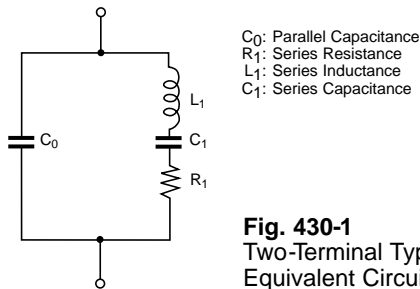 C0: Parallel Capacitance
R1: Series Resistance
L1: Series Inductance
C1: Series Capacitance
L1
C0
C1
R1
Fig. 430-1
Two-Terminal Typ
Equivalent Circui